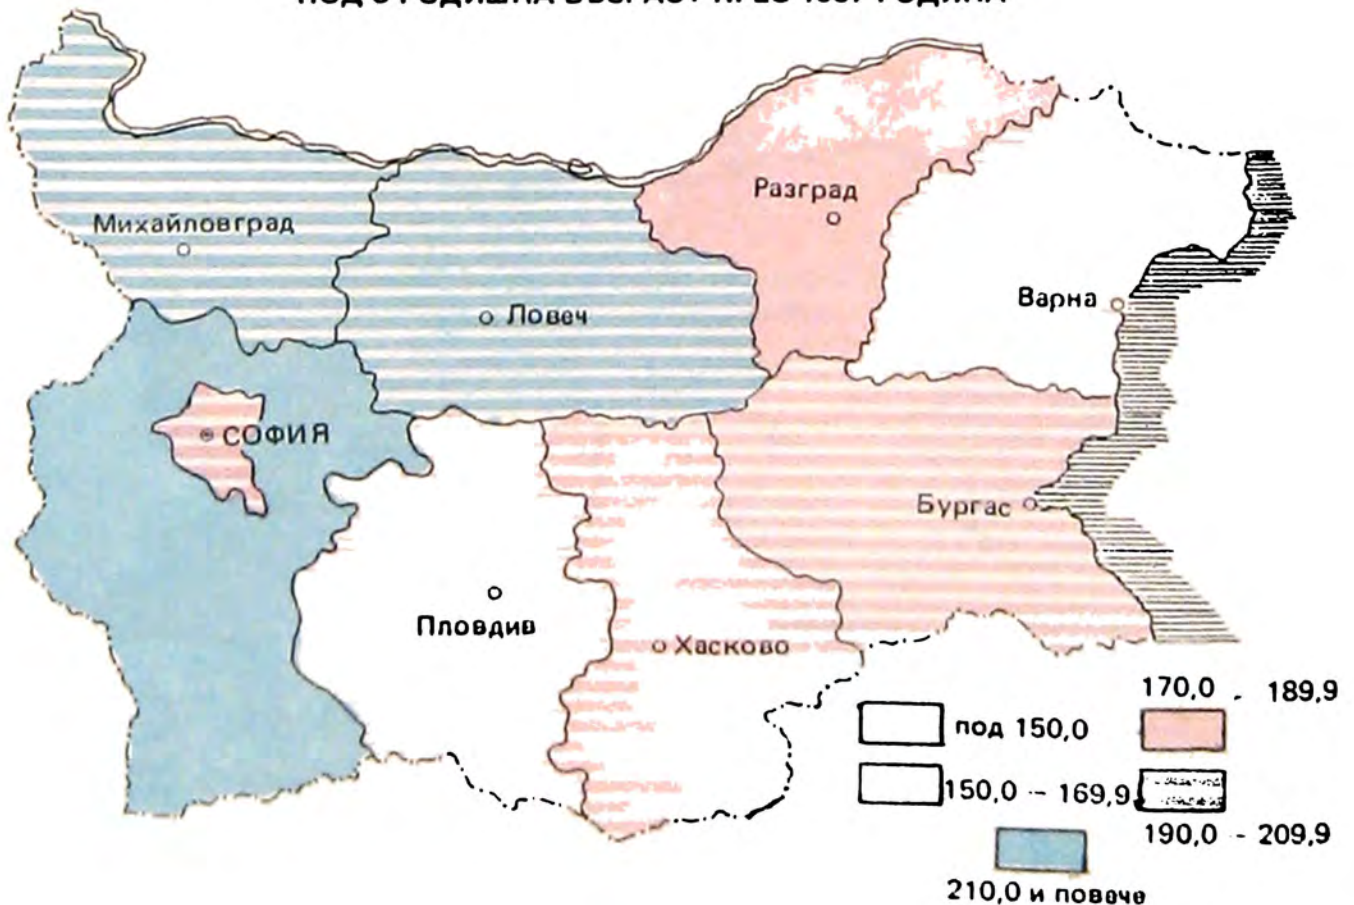 Михайловград
Разград
Ловеч
Варна
СОФИЯ
Бургас
Пловдив
Хасково
170,0 - 189,9
под 150,0
150,0 - 169,9
190,0 - 209,9
210,0 и повече